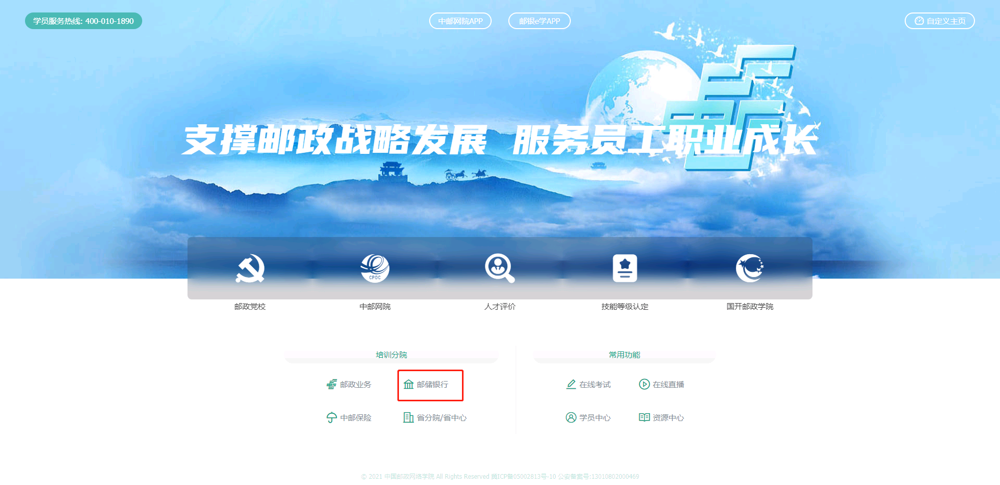 学员服务热线: 400-010-1890
中邮网院APP
邮银e学APP
自定义主页
支撑邮政战略发展 服务员工职业成长
CPOC
邮政党校
中邮网院
人才评价
技能等级认定
国开邮政学院
培训分院
常用功能
邮政业务
邮储银行
在线考试
在线直播
中邮保险
省分院/省中心
学员中心
资源中心
© 2021 中国邮政网络学院 All Rights Reserved 冀ICP备05002813号-10 公安备案号:13010802000469